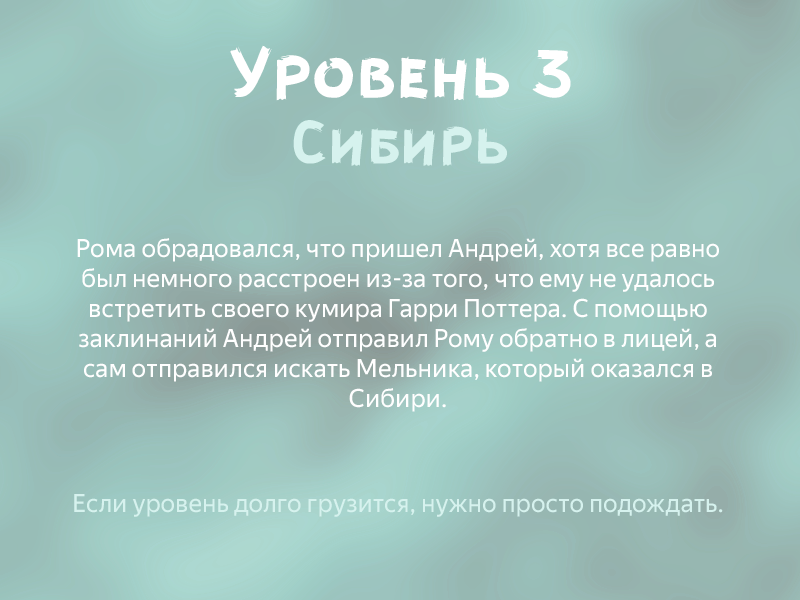 Уровень 3
Сибирь
Рома обрадовался, что пришел Андрей, хотя все равно
был немного расстроен из-за того, что ему не удалось
встретить своего кумира Гарри Поттера. С помощью
заклинаний Андрей отправил Рому обратно в лицей, а
сам отправился искать Мельника, который оказался в
Сибири.
Если уровень долго грузится, нужно просто подождать.